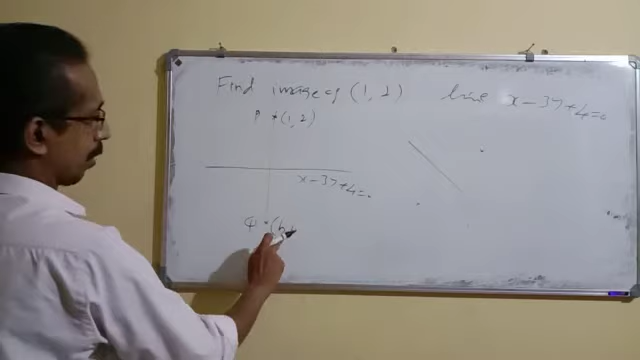 Find image of (1, 2) line x - 3y + 4 = 0
P (1, 2)
x - 3y + 4 = 0
Q (h